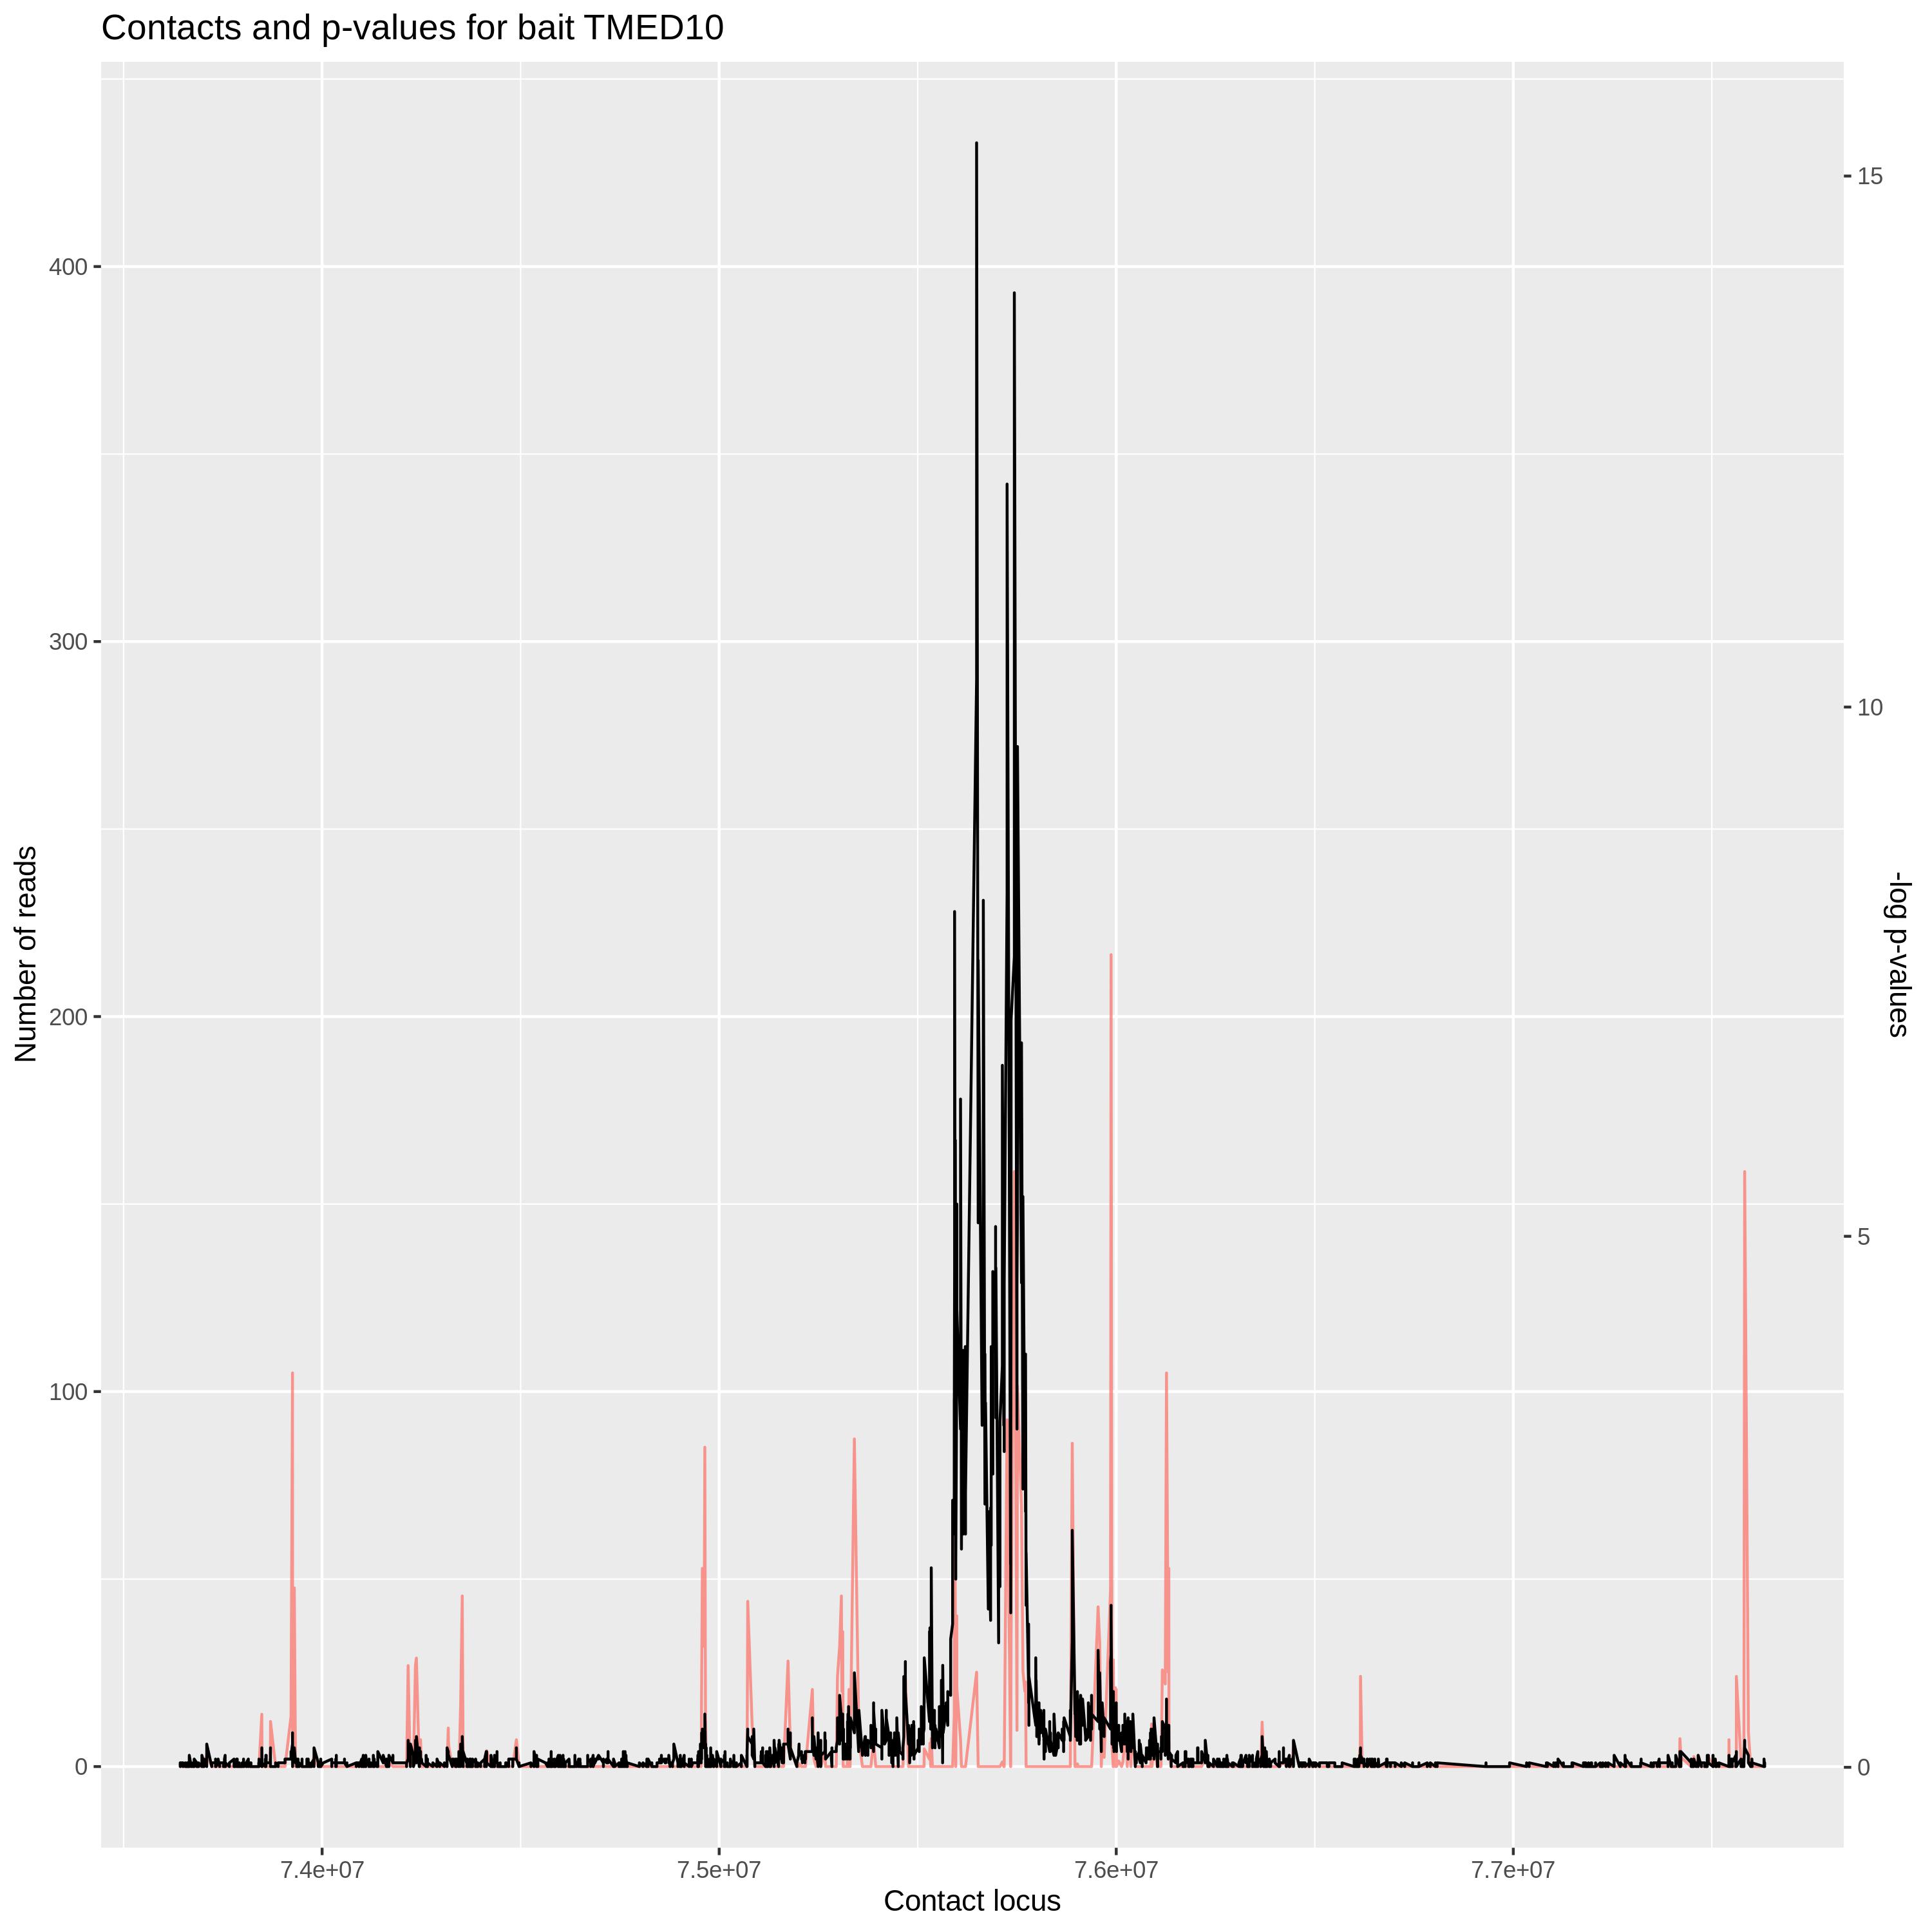 Contacts and p-values for bait TMED10
400
300
200
100
0
Number of reads
15
10
5
0
-log p-values
7.4e+07 7.5e+07 7.6e+07 7.7e+07
Contact locus